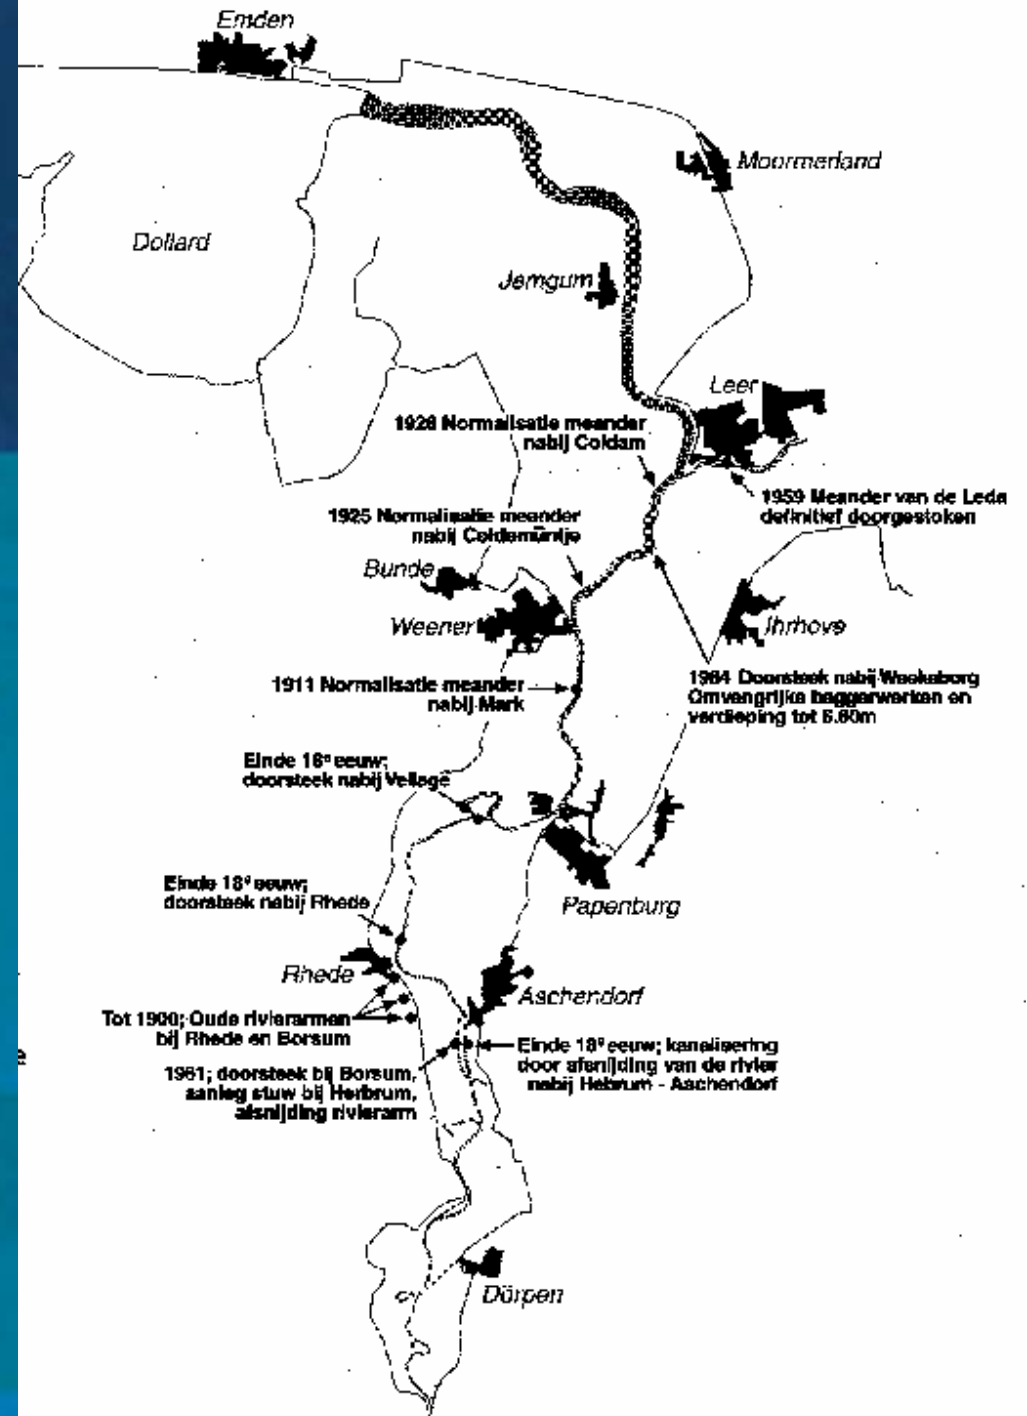 Emden
Moormerland
Dollard
Jemgum
Leer
1928 Normalisatie meander
nabij Coldam
1959 Meander van de Leda
definitief doorgestoken
1925 Normalisatie meander
nabij Coldemüntje
Bunde
Weener
Ihrhove
1911 Normalisatie meander
nabij Mark
1984 Doorsteek nabij Weekeborg
Omvangrijke baggerwerken en
verdieping tot 5.60m
Einde 18e eeuw;
doorsteek nabij Vellage
Einde 18e eeuw;
doorsteek nabij Rhede
Papenburg
Rhede
Aschendorf
Tot 1900; Oude rivierarmen
bij Rhede en Borsum
Einde 18e eeuw; kanalisering
door afsnijding van de rivier
nabij Hebrum - Aschendorf
1961; doorsteek bij Borsum,
aanleg stuw bij Herbrum,
afsnijding rivierarm
Dürpen